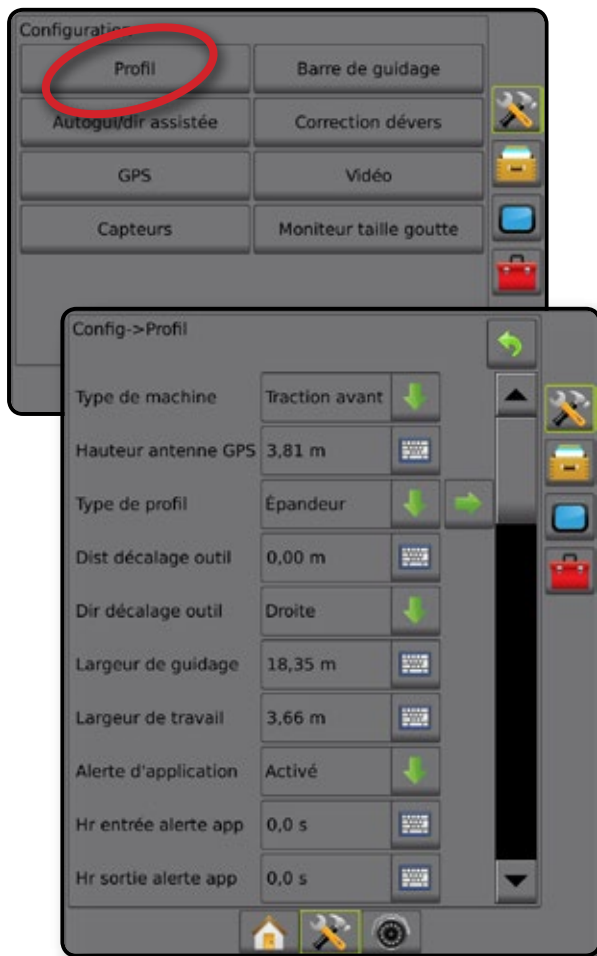 Configuration
Profil
Barre de guidage
Autogui/dir assistée
Correction dévers
GPS
Vidéo
Capteurs
Moniteur taille goutte
Config->Profil
Type de machine
Traction avant
Hauteur antenne GPS
3,81 m
Type de profil
Épandeur
Dist décalage outil
0,00 m
Dir décalage outil
Droite
Largeur de guidage
18,35 m
Largeur de travail
3,66 m
Alerte d'application
Activé
Hr entrée alerte app
0,0 s
Hr sortie alerte app
0,0 s